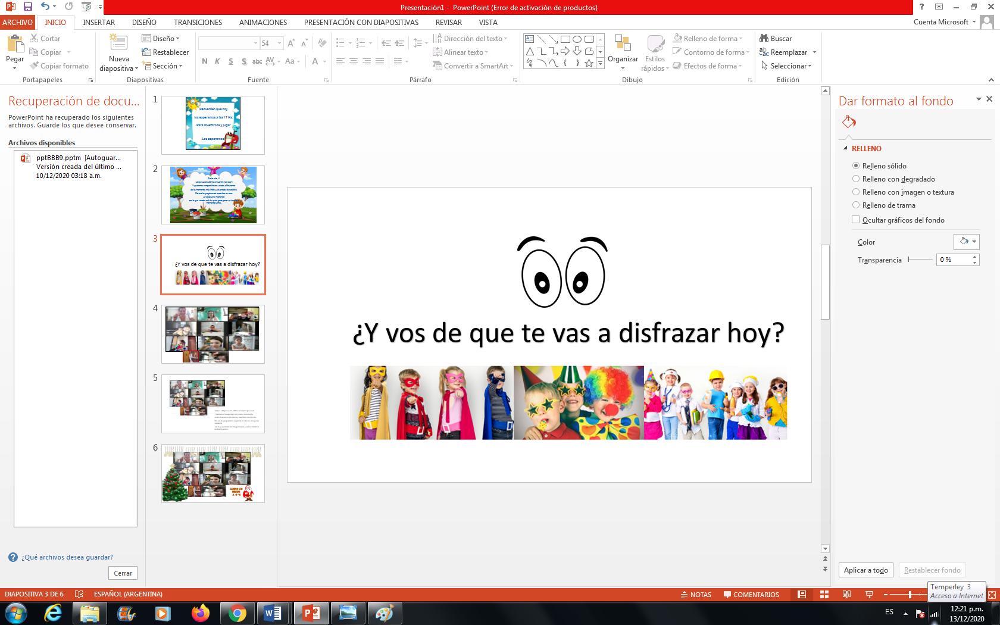 Presentación1 - PowerPoint (Error de activación de productos)
ARCHIVO INICIO INSERTAR DISEÑO TRANSICIONES ANIMACIONES PRESENTACIÓN CON DIAPOSITIVAS REVISAR VISTA Cuenta Microsoft
Pegar
Cortar
Copiar
Copiar formato
Portapapeles
Nueva diapositiva
Diseño
Restablecer
Sección
Diapositivas
54
N K S S abc AV Aa A
Fuente
Dirección del texto
Alinear texto
Convertir a SmartArt
Párrafo
Organizar
Estilos rápidos
Relleno de forma
Contorno de forma
Efectos de forma
Dibujo
Buscar
Reemplazar
Seleccionar
Edición
Recuperación de docu...
PowerPoint ha recuperado los siguientes
archivos. Guarde los que desee conservar.
Archivos disponibles
pptBBB9.pptm [Autoguar...
Versión creada del último ...
10/12/2020 03:18 a.m.
¿Qué archivos desea guardar?
Cerrar
1
Recuerden que hoy
los esperamos a las 17 Hs.
Para divertirnos y jugar
Los esperamos
2
3
¿Y vos de que te vas a disfrazar hoy?
4
5
6
¿Y vos de que te vas a disfrazar hoy?
Dar formato al fondo
RELLENO
Relleno sólido
Relleno con degradado
Relleno con imagen o textura
Relleno de trama
Ocultar gráficos del fondo
Color
Transparencia 0 %
Aplicar a todo Restablecer fondo
Temperley 3
Acceso a Internet
DIAPOSITIVA 3 DE 6 ESPAÑOL (ARGENTINA) NOTAS COMENTARIOS
ES
12:21 p.m.
13/12/2020